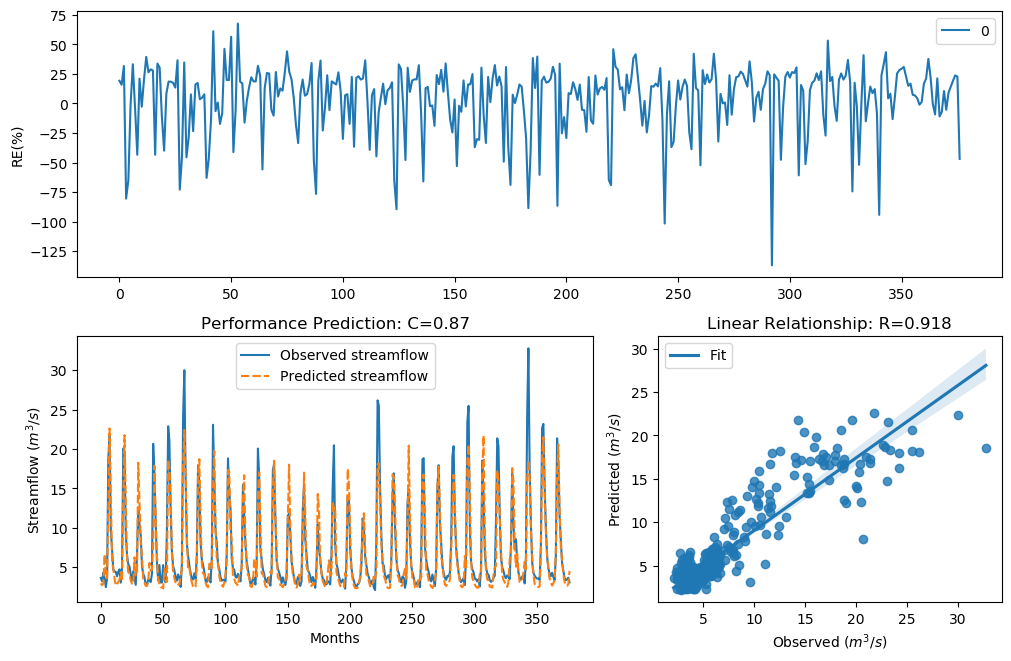 75
50
25
0
−25
−50
−75
−100
−125
RE(%)
0
0 50 100 150 200 250 300 350
Performance Prediction: C=0.87
Observed streamflow
Predicted streamflow
30
25
20
15
10
5
Streamflow (m³/s)
0 50 100 150 200 250 300 350
Months
Linear Relationship: R=0.918
Fit
30
25
20
15
10
5
Predicted (m³/s)
5 10 15 20 25 30
Observed (m³/s)